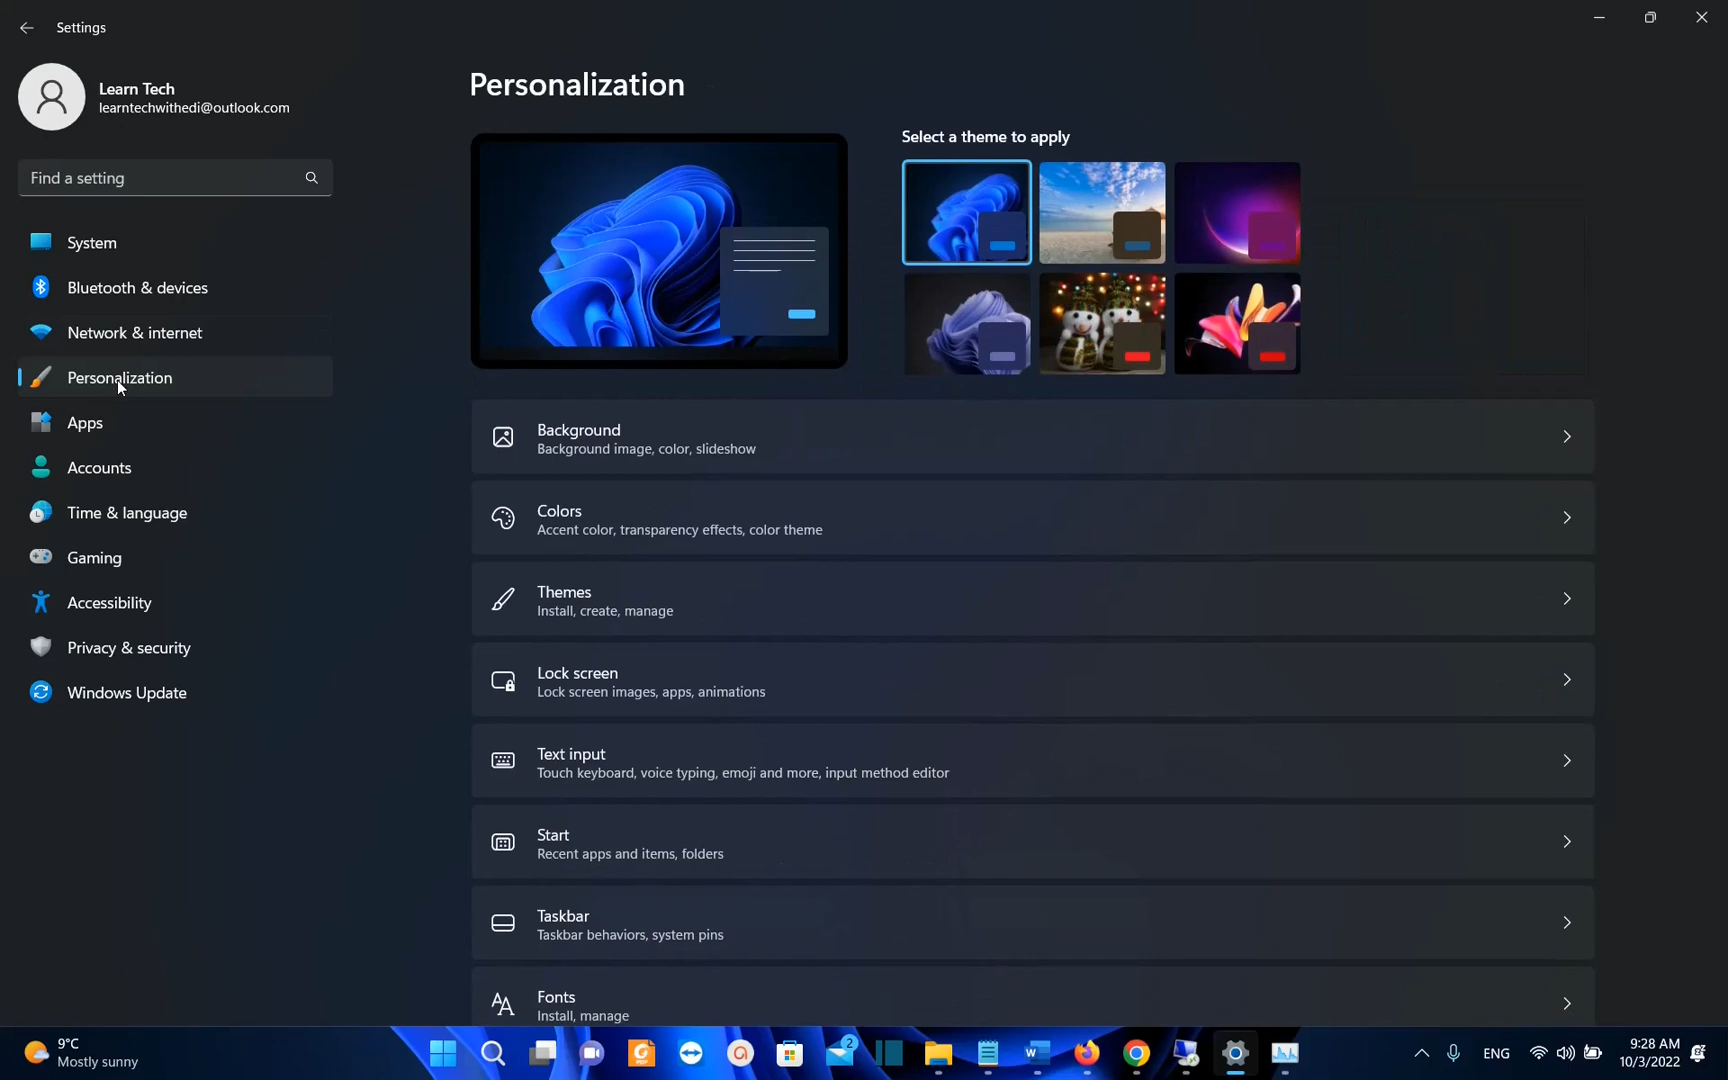 Settings
Learn Tech
learntechwithedi@outlook.com
Find a setting
System
Bluetooth & devices
Network & internet
Personalization
Apps
Accounts
Time & language
Gaming
Accessibility
Privacy & security
Windows Update
Personalization
Select a theme to apply
Background
Background image, color, slideshow
Colors
Accent color, transparency effects, color theme
Themes
Install, create, manage
Lock screen
Lock screen images, apps, animations
Text input
Touch keyboard, voice typing, emoji and more, input method editor
Start
Recent apps and items, folders
Taskbar
Taskbar behaviors, system pins
Fonts
Install, manage
9°C
Mostly sunny
2
W
ENG
9:28 AM
10/3/2022